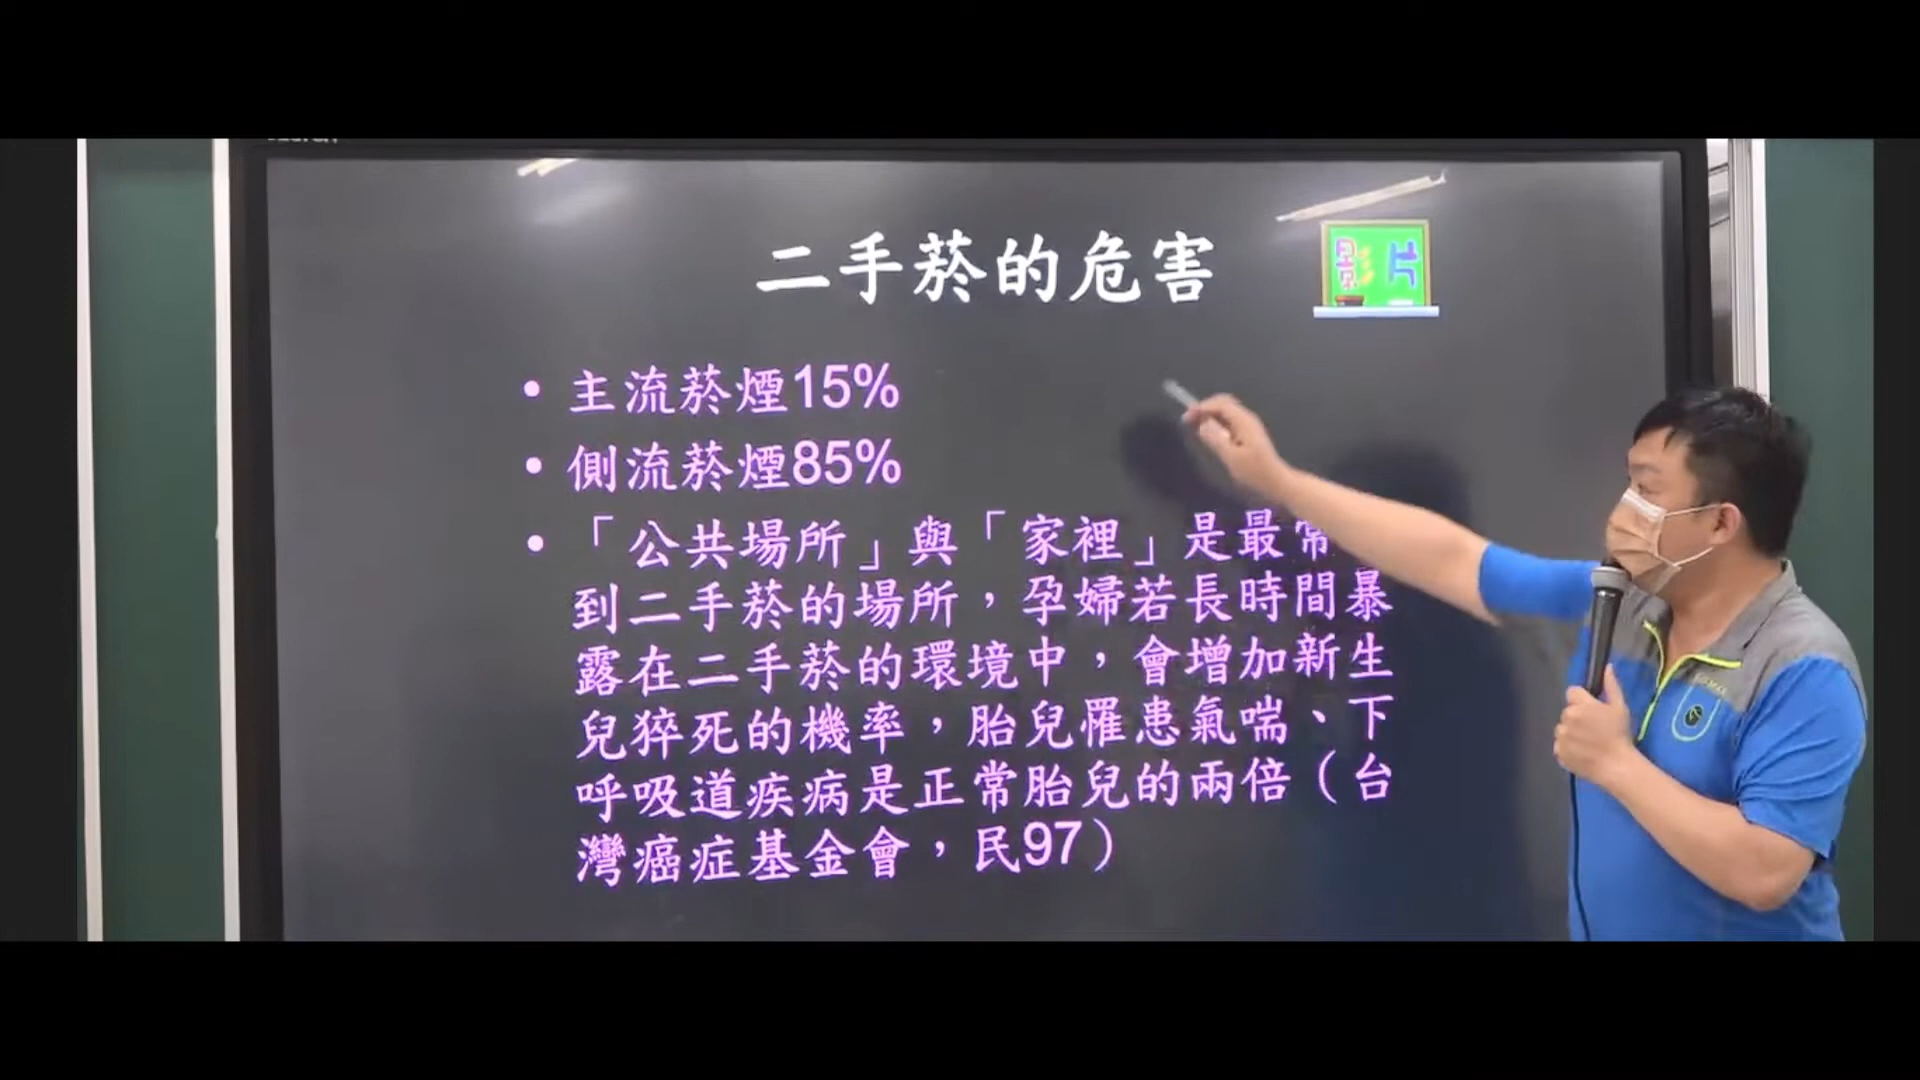 二手菸的危害
影片
• 主流菸煙15%
• 側流菸煙85%
• 「公共場所」與「家裡」是最常
到二手菸的場所，孕婦若長時間暴
露在二手菸的環境中，會增加新生
兒猝死的機率，胎兒罹患氣喘、下
呼吸道疾病是正常胎兒的兩倍（台
灣癌症基金會，民97）